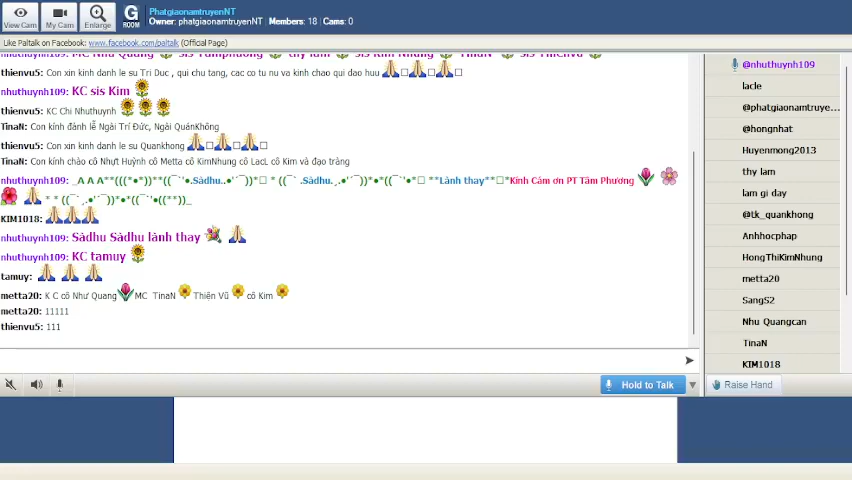 View Cam
My Cam
Enlarge
G
ROOM
PhatgiaonamtruyenNT
Owner: phatgiaonamtruyenNT | Members: 18 | Cams: 0
Like Paltalk on Facebook: www.facebook.com/paltalk (Official Page)
thienvu5: Con xin kinh danh le su Tri Duc , qui chu tang, cac co tu nu va kinh chao qui dao huu
nhuthuynh109: KC sis Kim
thienvu5: KC Chi Nhuthuynh
TinaN: Con kính đảnh lễ Ngài Trí Đức, Ngài QuánKhông
thienvu5: Con xin kinh danh le su Quankhong
TinaN: Con kính chào cô Nhựt Huỳnh cô Metta cô KimNhung cô LacL cô Kim và đạo tràng
nhuthuynh109: _A A A**(((*●*))**((¯`'●.Sàdhu..●'´¯))*□ * ((¯` .Sàdhu. ,.●'´¯))*●*((¯`'●*□ **Lành thay**□*Kính Cám ơn PT Tâm Phương
* * ((¯` ,.●'´¯))*●*((¯`'●((**))_
KIM1018:
nhuthuynh109: Sàdhu Sàdhu lành thay
nhuthuynh109: KC tamuy
tamuy:
metta20: K C cô Như Quang MC TinaN Thiên Vũ cô Kim
metta20: 11111
thienvu5: 111
Hold to Talk
@nhuthuynh109
lacle
@phatgiaonamtruye...
@hongnhat
Huyenmong2013
thy lam
lam gi day
@tk_quankhong
Anhhocphap
HongThiKimNhung
metta20
SangS2
Nhu Quangcan
TinaN
KIM1018
Raise Hand